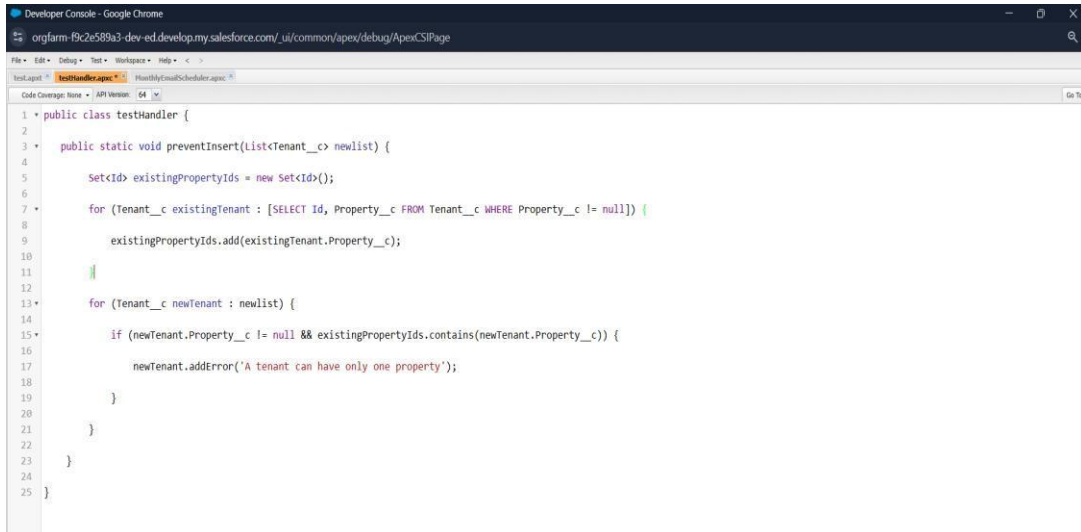 Developer Console - Google Chrome
orgfarm-f9c2e589a3-dev-ed.develop.my.salesforce.com/_ui/common/apex/debug/ApexCSIPage
File Edit Debug Test Workspace Help < >
test.apxt testHandler.apxc * MonthlyEmailScheduler.apxc
Code Coverage: None API Version: 64 Go To
1 public class testHandler {
2
3 public static void preventInsert(List<Tenant__c> newlist) {
4
5 Set<Id> existingPropertyIds = new Set<Id>();
6
7 for (Tenant__c existingTenant : [SELECT Id, Property__c FROM Tenant__c WHERE Property__c != null]) {
8
9 existingPropertyIds.add(existingTenant.Property__c);
10
11 }
12
13 for (Tenant__c newTenant : newlist) {
14
15 if (newTenant.Property__c != null && existingPropertyIds.contains(newTenant.Property__c)) {
16
17 newTenant.addError('A tenant can have only one property');
18
19 }
20
21 }
22
23 }
24
25 }